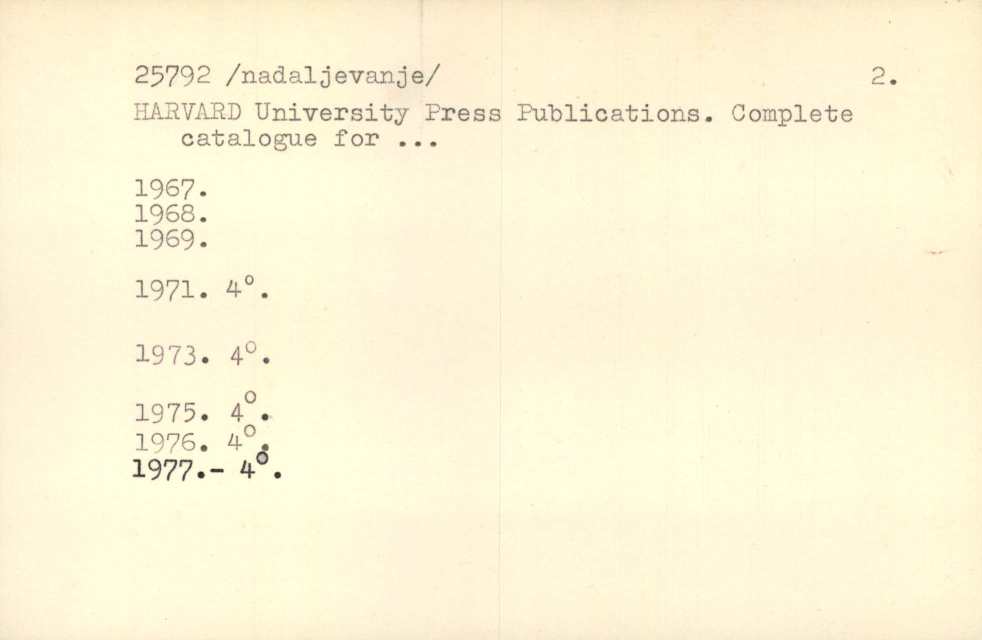 25792 /nadaljevanje/ 2.
HARVARD University Press Publications. Complete
catalogue for ...
1967.
1968.
1969.
1971. 4°.
1973. 4°.
1975. 4°.
1976. 4°.
1977.- 4°.